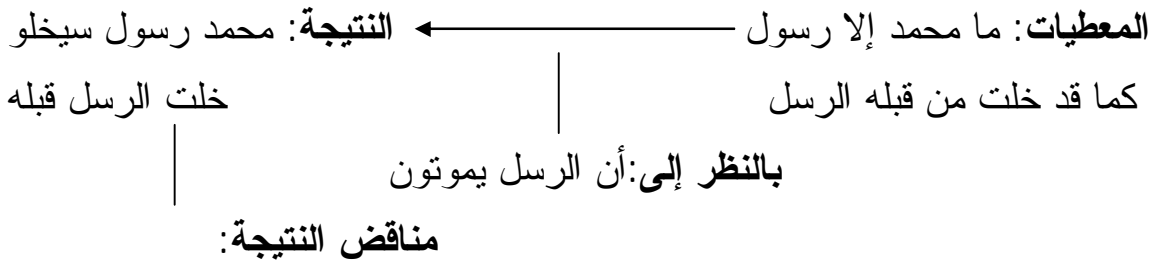 المعطيات: ما محمد إلا رسول النتيجة: محمد رسول سيخلو
كما قد خلت من قبله الرسل خلت الرسل قبله
بالنظر إلى:أن الرسل يموتون
مناقض النتيجة: